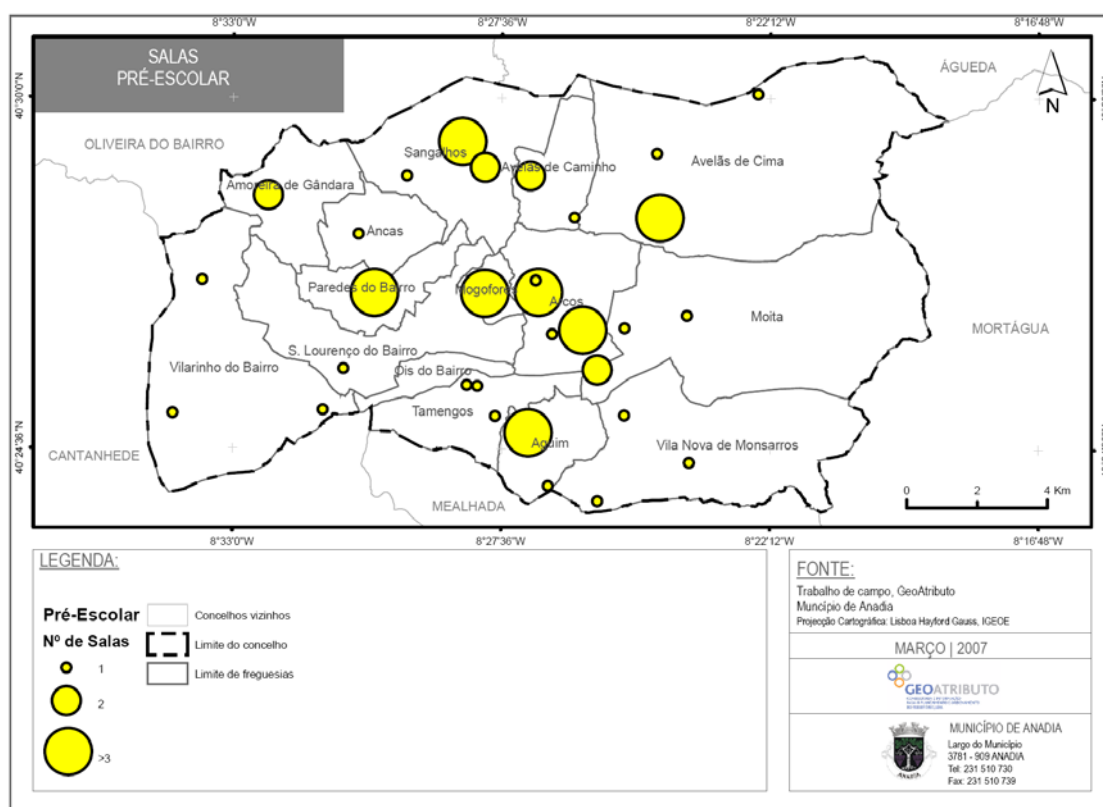 8°33'0"W
8°27'36"W
8°22'12"W
8°16'48"W
SALAS
PRÉ-ESCOLAR
ÁGUEDA
N
40°30'0"N
OLIVEIRA DO BAIRRO
Sangalhos
Avelãs de Caminho
Avelãs de Cima
Amoreira de Gândara
Ancas
Paredes do Bairro
Mogofores
Arcos
Moita
MORTÁGUA
S. Lourenço do Bairro
Vilarinho do Bairro
Óis do Bairro
Tamengos
Aguim
Vila Nova de Monsarros
40°24'36"N
CANTANHEDE
MEALHADA
0 2 4 Km
8°33'0"W
8°27'36"W
8°22'12"W
8°16'48"W
LEGENDA:
Pré-Escolar
Nº de Salas
1
2
>3
Concelhos vizinhos
Limite do concelho
Limite de freguesias
FONTE:
Trabalho de campo, GeoAtributo
Muncípio de Anadia
Projecção Cartográfica: Lisboa Hayford Gauss, IGEOE
MARÇO | 2007
GEOATRIBUTO
ANADIA
MUNICÍPIO DE ANADIA
Largo do Município
3781 - 909 ANADIA
Tel: 231 510 730
Fax: 231 510 739